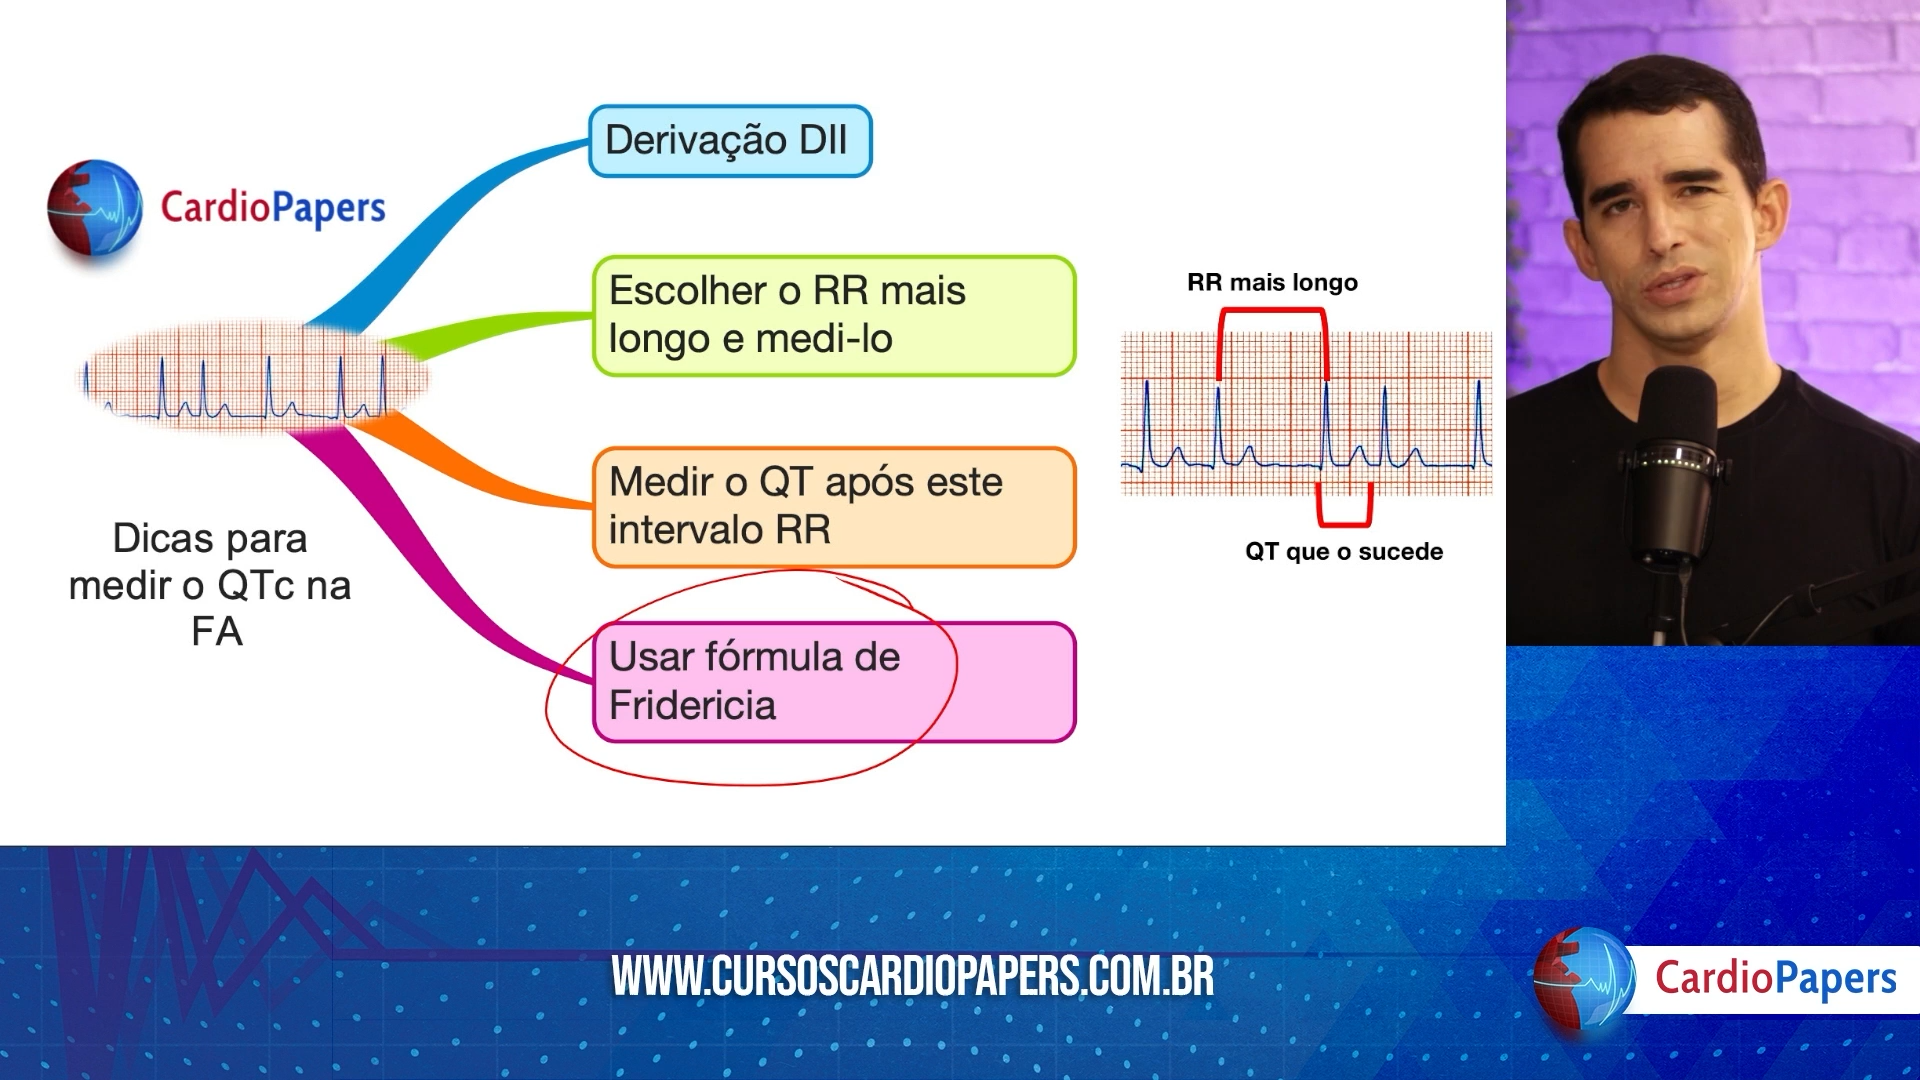 CardioPapers
Dicas para
medir o QTc na
FA
Derivação DII
Escolher o RR mais
longo e medi-lo
Medir o QT após este
intervalo RR
Usar fórmula de
Fridericia
RR mais longo
QT que o sucede
WWW.CURSOSCARDIOPAPERS.COM.BR
CardioPapers